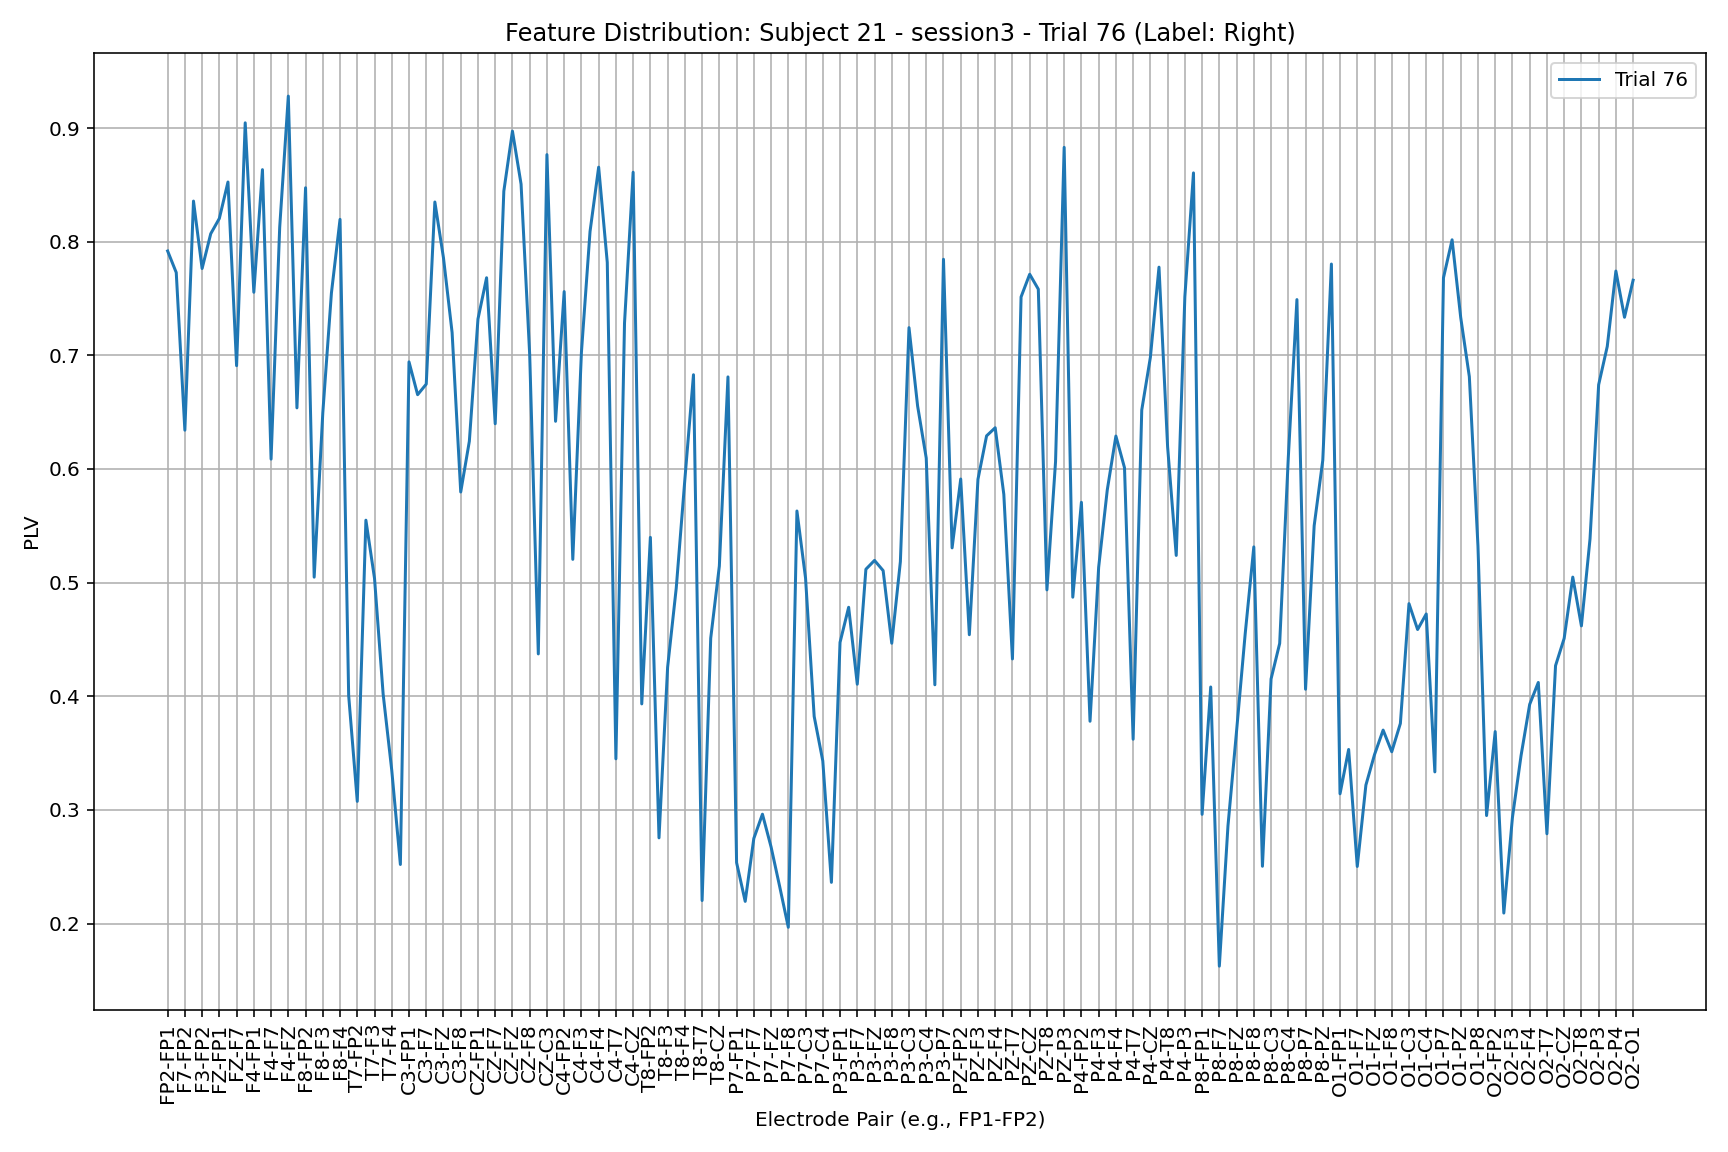 Feature Distribution: Subject 21 - session3 - Trial 76 (Label: Right)
Trial 76
PLV
0.9
0.8
0.7
0.6
0.5
0.4
0.3
0.2
FP2-FP1
F7-FP2
F3-FP2
FZ-FP1
FZ-F7
F4-FP1
F4-F7
F4-FZ
F8-FP2
F8-F3
F8-F4
T7-FP2
T7-F3
T7-F4
C3-FP1
C3-F7
C3-FZ
C3-F8
CZ-FP1
CZ-F7
CZ-FZ
CZ-F8
CZ-C3
C4-FP2
C4-F3
C4-F4
C4-T7
C4-CZ
T8-FP2
T8-F3
T8-F4
T8-T7
T8-CZ
P7-FP1
P7-F7
P7-FZ
P7-F8
P7-C3
P7-C4
P3-FP1
P3-F7
P3-FZ
P3-F8
P3-C3
P3-C4
P3-P7
PZ-FP2
PZ-F3
PZ-F4
PZ-T7
PZ-CZ
PZ-T8
PZ-P3
P4-FP2
P4-F3
P4-F4
P4-T7
P4-CZ
P4-T8
P4-P3
P8-FP1
P8-F7
P8-FZ
P8-F8
P8-C3
P8-C4
P8-P7
P8-PZ
O1-FP1
O1-F7
O1-FZ
O1-F8
O1-C3
O1-C4
O1-P7
O1-PZ
O1-P8
O2-FP2
O2-F3
O2-F4
O2-T7
O2-CZ
O2-T8
O2-P3
O2-P4
O2-O1
Electrode Pair (e.g., FP1-FP2)